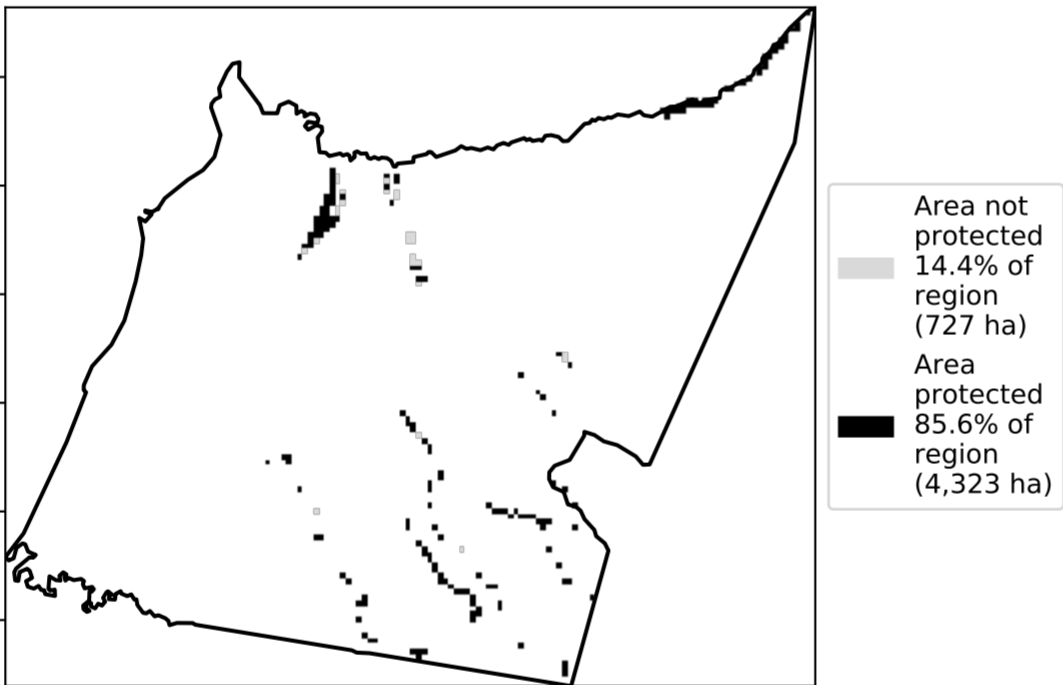 Area not
protected
14.4% of
region
(727 ha)
Area
protected
85.6% of
region
(4,323 ha)